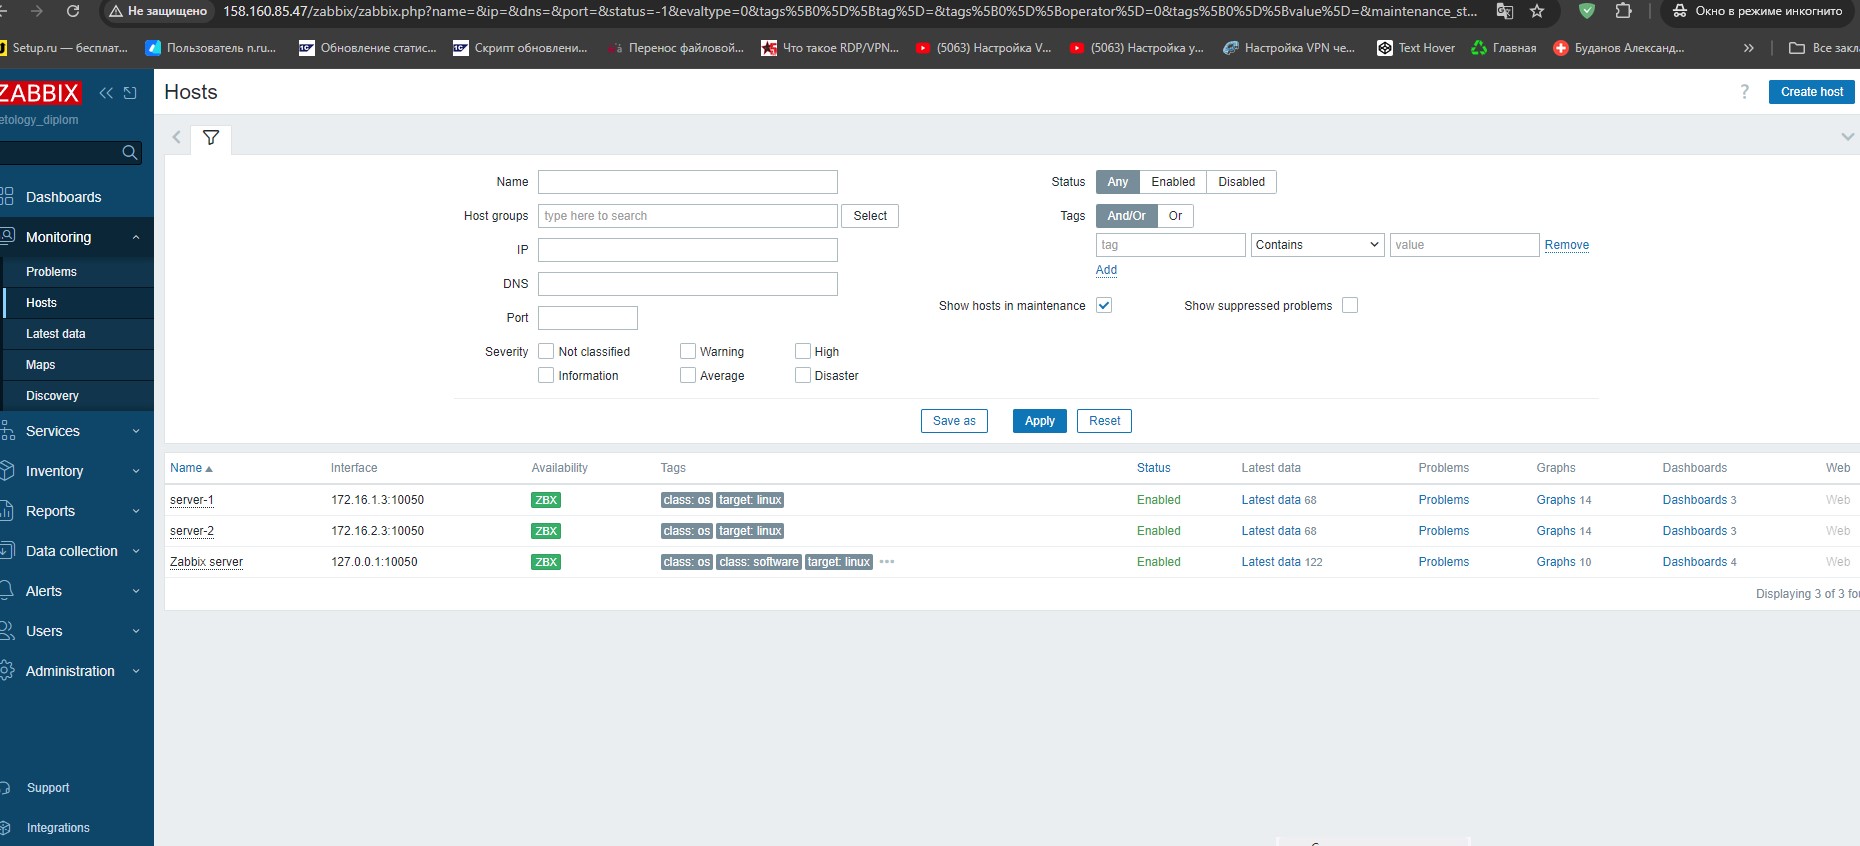 Не защищено 158.160.85.47/zabbix/zabbix.php?name=&ip=&dns=&port=&status=-1&evaltype=0&tags%5B0%5D%5Btag%5D=&tags%5B0%5D%5Boperator%5D=0&tags%5B0%5D%5Bvalue%5D=&maintenance_st... Окно в режиме инкогнито
Setup.ru — бесплат... Пользователь n.ru... Обновление статис... Скрипт обновлени... Перенос файловой... Что такое RDP/VPN... (5063) Настройка V... (5063) Настройка у... Настройка VPN че... Text Hover Главная Буданов Александ... » Все закл
ZABBIX
etology_diplom
Dashboards
Monitoring
Problems
Hosts
Latest data
Maps
Discovery
Services
Inventory
Reports
Data collection
Alerts
Users
Administration
Support
Integrations
Hosts ? Create host
Name Status Any Enabled Disabled
Host groups type here to search Select Tags And/Or Or
IP tag Contains value Remove
Add
DNS
Show hosts in maintenance Show suppressed problems
Port
Severity Not classified Warning High
Information Average Disaster
Save as Apply Reset
Name Interface Availability Tags Status Latest data Problems Graphs Dashboards Web
server-1 172.16.1.3:10050 ZBX class: os target: linux Enabled Latest data 68 Problems Graphs 14 Dashboards 3 Web
server-2 172.16.2.3:10050 ZBX class: os target: linux Enabled Latest data 68 Problems Graphs 14 Dashboards 3 Web
Zabbix server 127.0.0.1:10050 ZBX class: os class: software target: linux ••• Enabled Latest data 122 Problems Graphs 10 Dashboards 4 Web
Displaying 3 of 3 fou